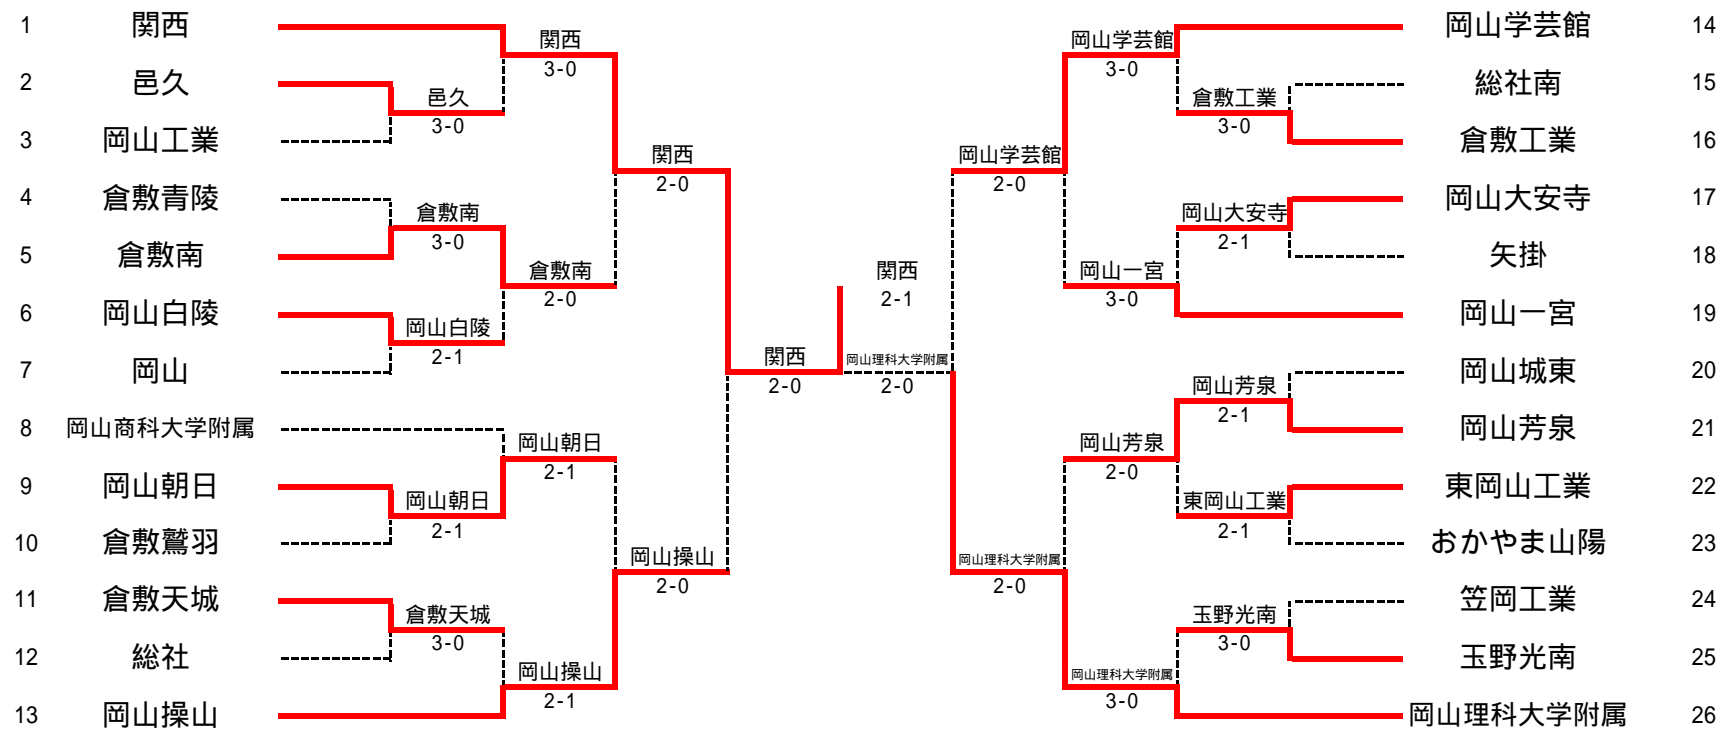 1 関西
2 邑久
3 岡山工業
4 倉敷青陵
5 倉敷南
6 岡山白陵
7 岡山
8 岡山商科大学附属
9 岡山朝日
10 倉敷鷲羽
11 倉敷天城
12 総社
13 岡山操山
邑久
3-0
倉敷南
3-0
岡山白陵
2-1
岡山朝日
2-1
倉敷天城
3-0
関西
3-0
倉敷南
2-0
岡山朝日
2-1
岡山操山
2-1
関西
2-0
岡山操山
2-0
関西
2-0
関西
2-1
岡山理科大学附属
2-0
岡山学芸館
2-0
岡山理科大学附属
2-0
岡山学芸館
3-0
岡山一宮
3-0
岡山芳泉
2-0
岡山理科大学附属
3-0
倉敷工業
3-0
岡山大安寺
2-1
岡山芳泉
2-1
東岡山工業
2-1
玉野光南
3-0
岡山学芸館 14
総社南 15
倉敷工業 16
岡山大安寺 17
矢掛 18
岡山一宮 19
岡山城東 20
岡山芳泉 21
東岡山工業 22
おかやま山陽 23
笠岡工業 24
玉野光南 25
岡山理科大学附属 26